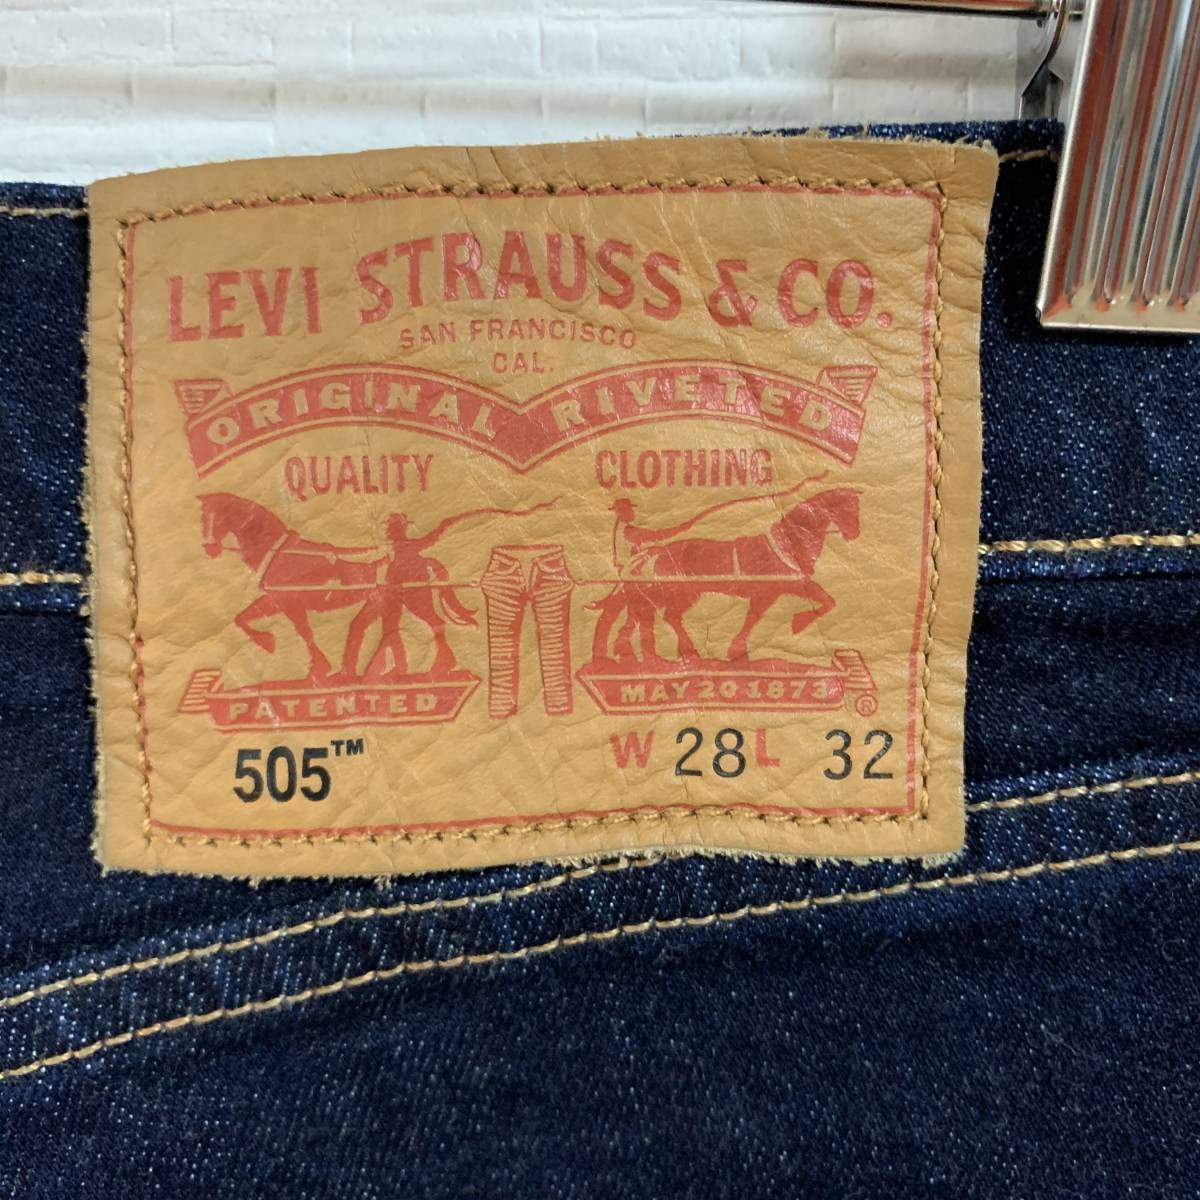 LEVI STRAUSS & CO.
SAN FRANCISCO
CAL.
ORIGINAL RIVETED
QUALITY CLOTHING
PATENTED MAY 20 1873 ®
505™ W 28 L 32